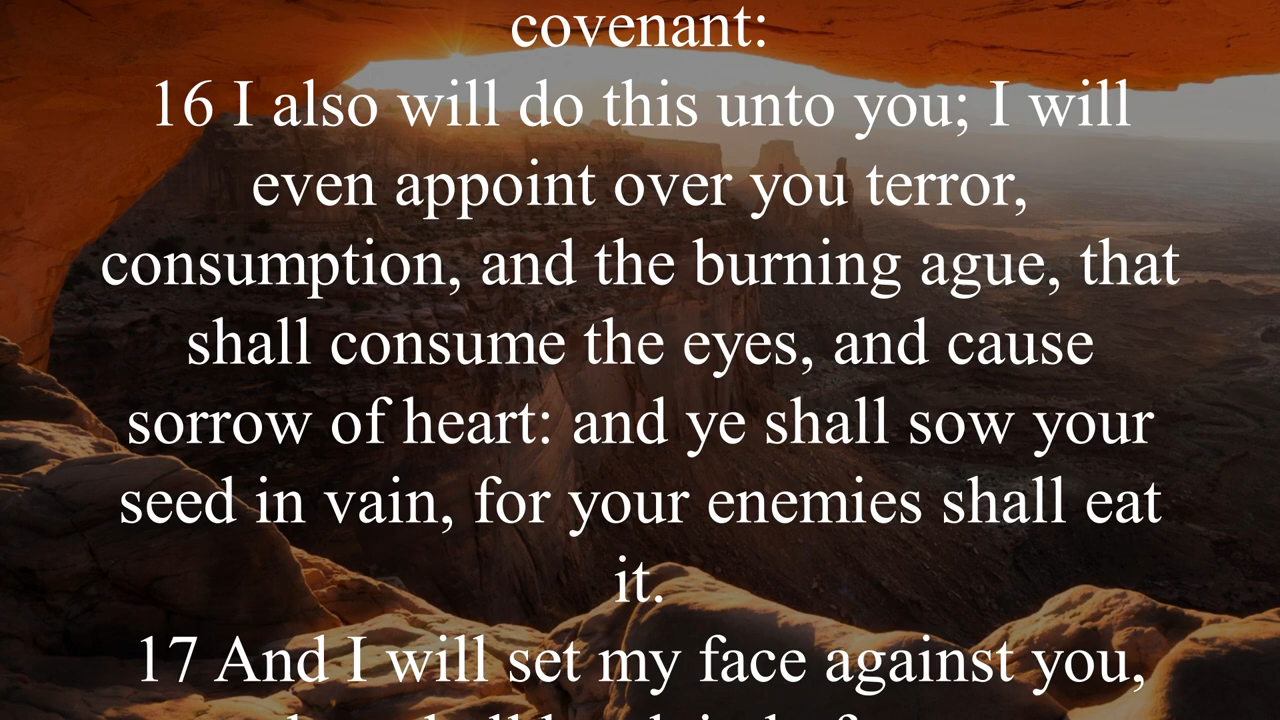 covenant:
16 I also will do this unto you; I will
even appoint over you terror,
consumption, and the burning ague, that
shall consume the eyes, and cause
sorrow of heart: and ye shall sow your
seed in vain, for your enemies shall eat
it.
17 And I will set my face against you,